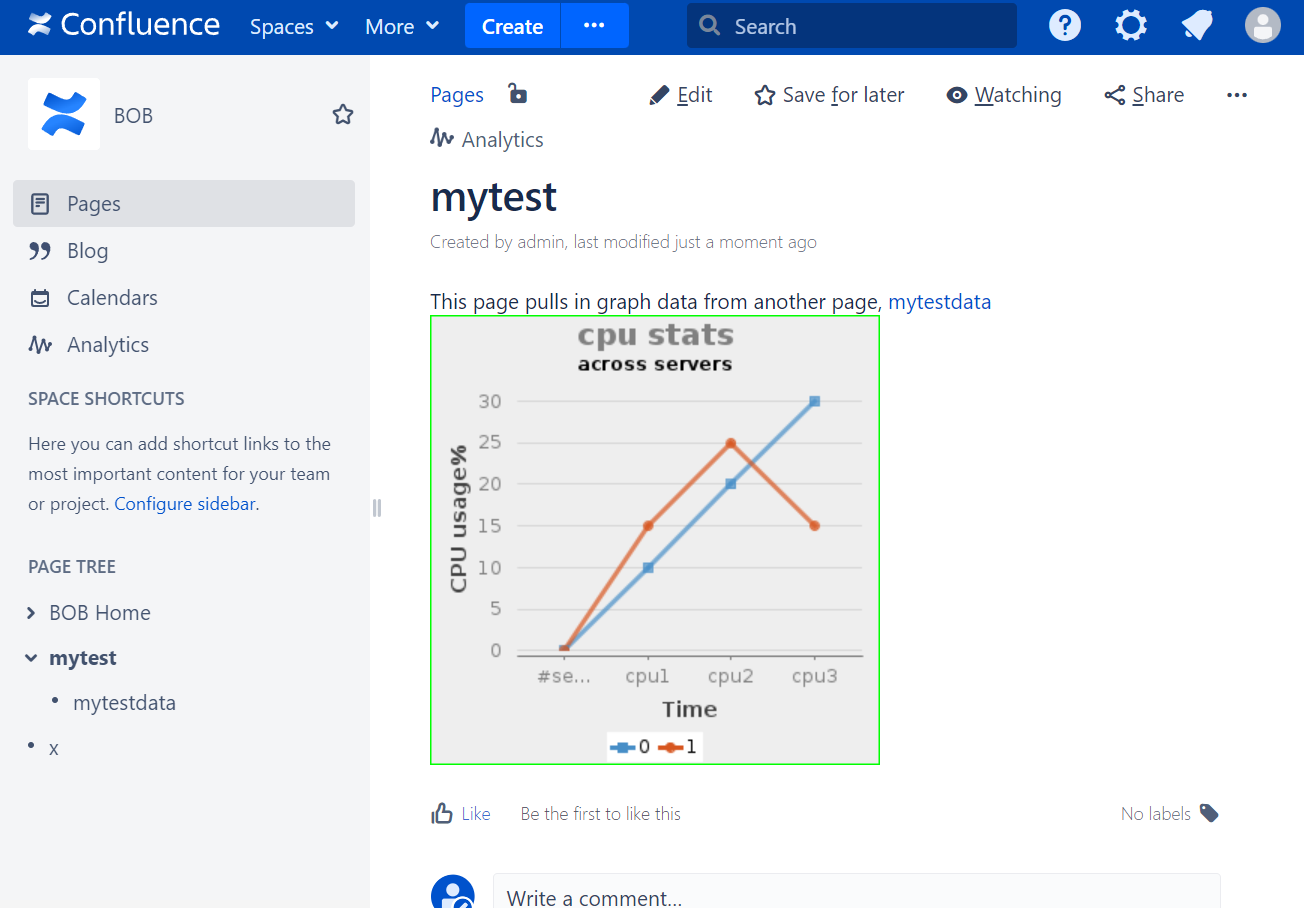 Confluence Spaces More Create ••• Search ?
BOB
Pages
Blog
Calendars
Analytics
SPACE SHORTCUTS
Here you can add shortcut links to the
most important content for your team
or project. Configure sidebar.
PAGE TREE
BOB Home
mytest
• mytestdata
• x
Pages Edit Save for later Watching Share •••
Analytics
mytest
Created by admin, last modified just a moment ago
This page pulls in graph data from another page, mytestdata
cpu stats
across servers
CPU usage%
30
25
20
15
10
5
0
#se... cpu1 cpu2 cpu3
Time
0 1
Like Be the first to like this No labels
Write a comment...